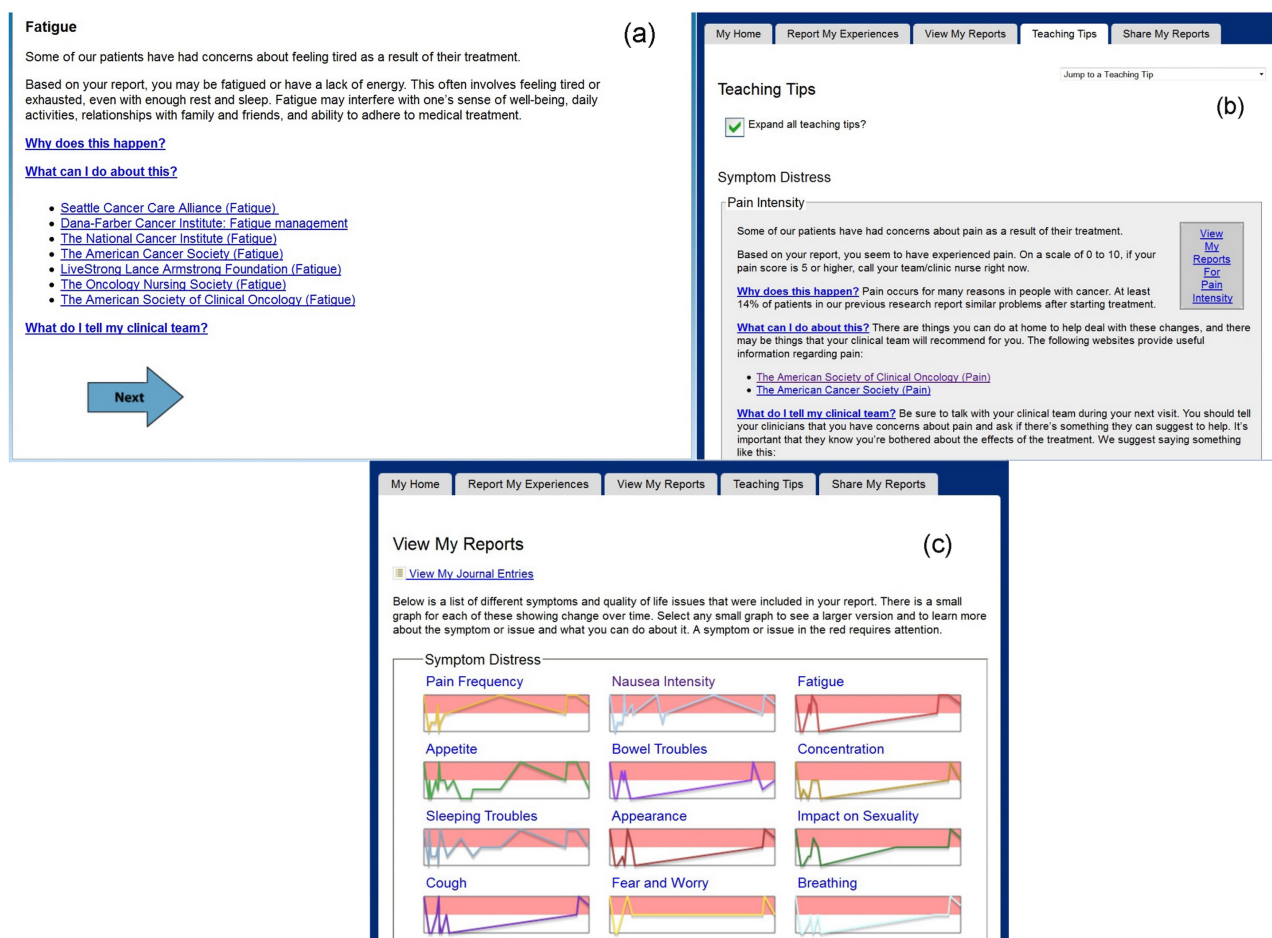 Fatigue
(a)
Some of our patients have had concerns about feeling tired as a result of their treatment.
Based on your report, you may be fatigued or have a lack of energy. This often involves feeling tired or
exhausted, even with enough rest and sleep. Fatigue may interfere with one's sense of well-being, daily
activities, relationships with family and friends, and ability to adhere to medical treatment.
Why does this happen?
What can I do about this?
• Seattle Cancer Care Alliance (Fatigue)
• Dana-Farber Cancer Institute: Fatigue management
• The National Cancer Institute (Fatigue)
• The American Cancer Society (Fatigue)
• LiveStrong Lance Armstrong Foundation (Fatigue)
• The Oncology Nursing Society (Fatigue)
• The American Society of Clinical Oncology (Fatigue)
What do I tell my clinical team?
Next
My Home Report My Experiences View My Reports Teaching Tips Share My Reports
Jump to a Teaching Tip
Teaching Tips
(b)
Expand all teaching tips?
Symptom Distress
Pain Intensity
Some of our patients have had concerns about pain as a result of their treatment.
Based on your report, you seem to have experienced pain. On a scale of 0 to 10, if your
pain score is 5 or higher, call your team/clinic nurse right now.
Why does this happen? Pain occurs for many reasons in people with cancer. At least
14% of patients in our previous research report similar problems after starting treatment.
View
My
Reports
For
Pain
Intensity
What can I do about this? There are things you can do at home to help deal with these changes, and there
may be things that your clinical team will recommend for you. The following websites provide useful
information regarding pain:
• The American Society of Clinical Oncology (Pain)
• The American Cancer Society (Pain)
What do I tell my clinical team? Be sure to talk with your clinical team during your next visit. You should tell
your clinicians that you have concerns about pain and ask if there's something they can suggest to help. It's
important that they know you're bothered about the effects of the treatment. We suggest saying something
like this:
My Home Report My Experiences View My Reports Teaching Tips Share My Reports
View My Reports
(c)
View My Journal Entries
Below is a list of different symptoms and quality of life issues that were included in your report. There is a small
graph for each of these showing change over time. Select any small graph to see a larger version and to learn more
about the symptom or issue and what you can do about it. A symptom or issue in the red requires attention.
Symptom Distress
Pain Frequency Nausea Intensity Fatigue
Appetite Bowel Troubles Concentration
Sleeping Troubles Appearance Impact on Sexuality
Cough Fear and Worry Breathing